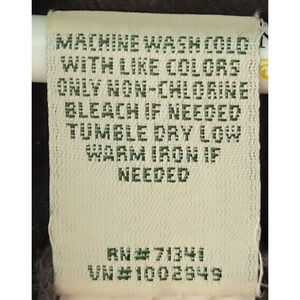 MACHINE WASH COLD
WITH LIKE COLORS
ONLY NON-CHLORINE
BLEACH IF NEEDED
TUMBLE DRY LOW
WARM IRON IF
NEEDED
RN#71341
VN#1002949